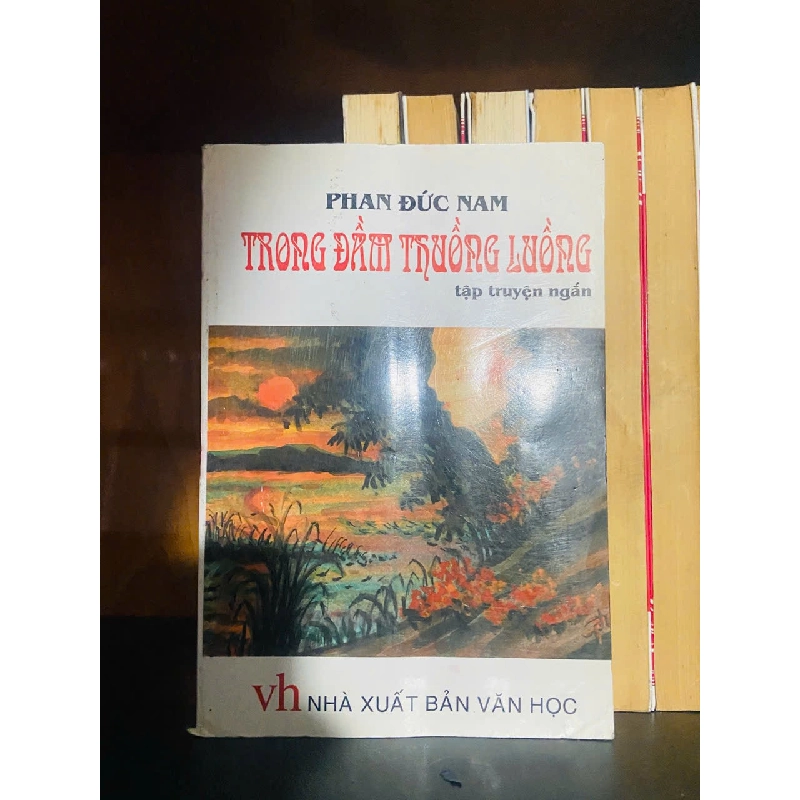 PHAN ĐỨC NAM
TRONG ĐẦM THUỒNG LUỒNG
tập truyện ngắn
vh NHÀ XUẤT BẢN VĂN HỌC